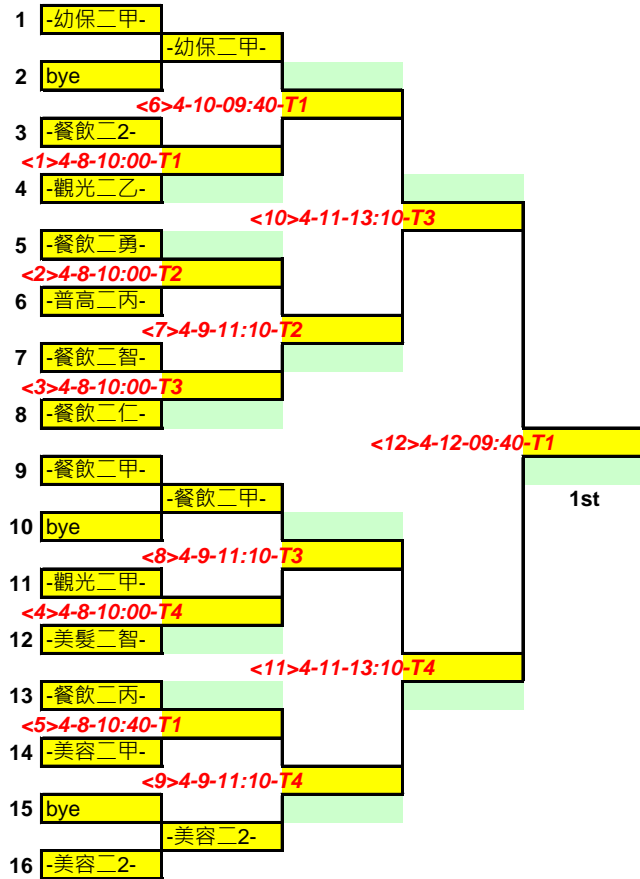 1 -幼保二甲-
-幼保二甲-
2 bye
<6>4-10-09:40-T1
3 -餐飲二2-
<1>4-8-10:00-T1
4 -觀光二乙-
<10>4-11-13:10-T3
5 -餐飲二勇-
<2>4-8-10:00-T2
6 -普高二丙-
<7>4-9-11:10-T2
7 -餐飲二智-
<3>4-8-10:00-T3
8 -餐飲二仁-
<12>4-12-09:40-T1
9 -餐飲二甲-
-餐飲二甲-
1st
10 bye
<8>4-9-11:10-T3
11 -觀光二甲-
<4>4-8-10:00-T4
12 -美髮二智-
<11>4-11-13:10-T4
13 -餐飲二丙-
<5>4-8-10:40-T1
14 -美容二甲-
<9>4-9-11:10-T4
15 bye
-美容二2-
16 -美容二2-